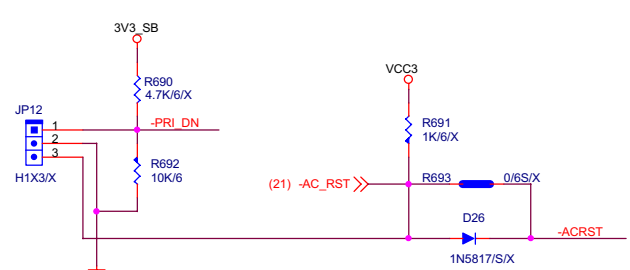 3V3_SB
R690
4.7K/6/X
VCC3
JP12
1
-PRI_DN
2
3
R691
1K/6/X
R692
10K/6
H1X3/X
(21) -AC_RST
R693
0/6S/X
D26
-ACRST
1N5817/S/X